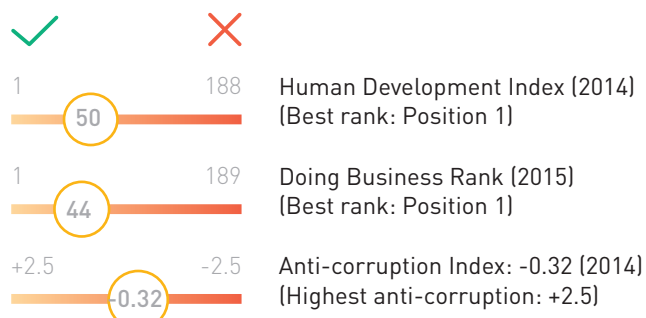 1 188 Human Development Index (2014)
50 (Best rank: Position 1)
1 189 Doing Business Rank (2015)
44 (Best rank: Position 1)
+2.5 -2.5 Anti-corruption Index: -0.32 (2014)
-0.32 (Highest anti-corruption: +2.5)